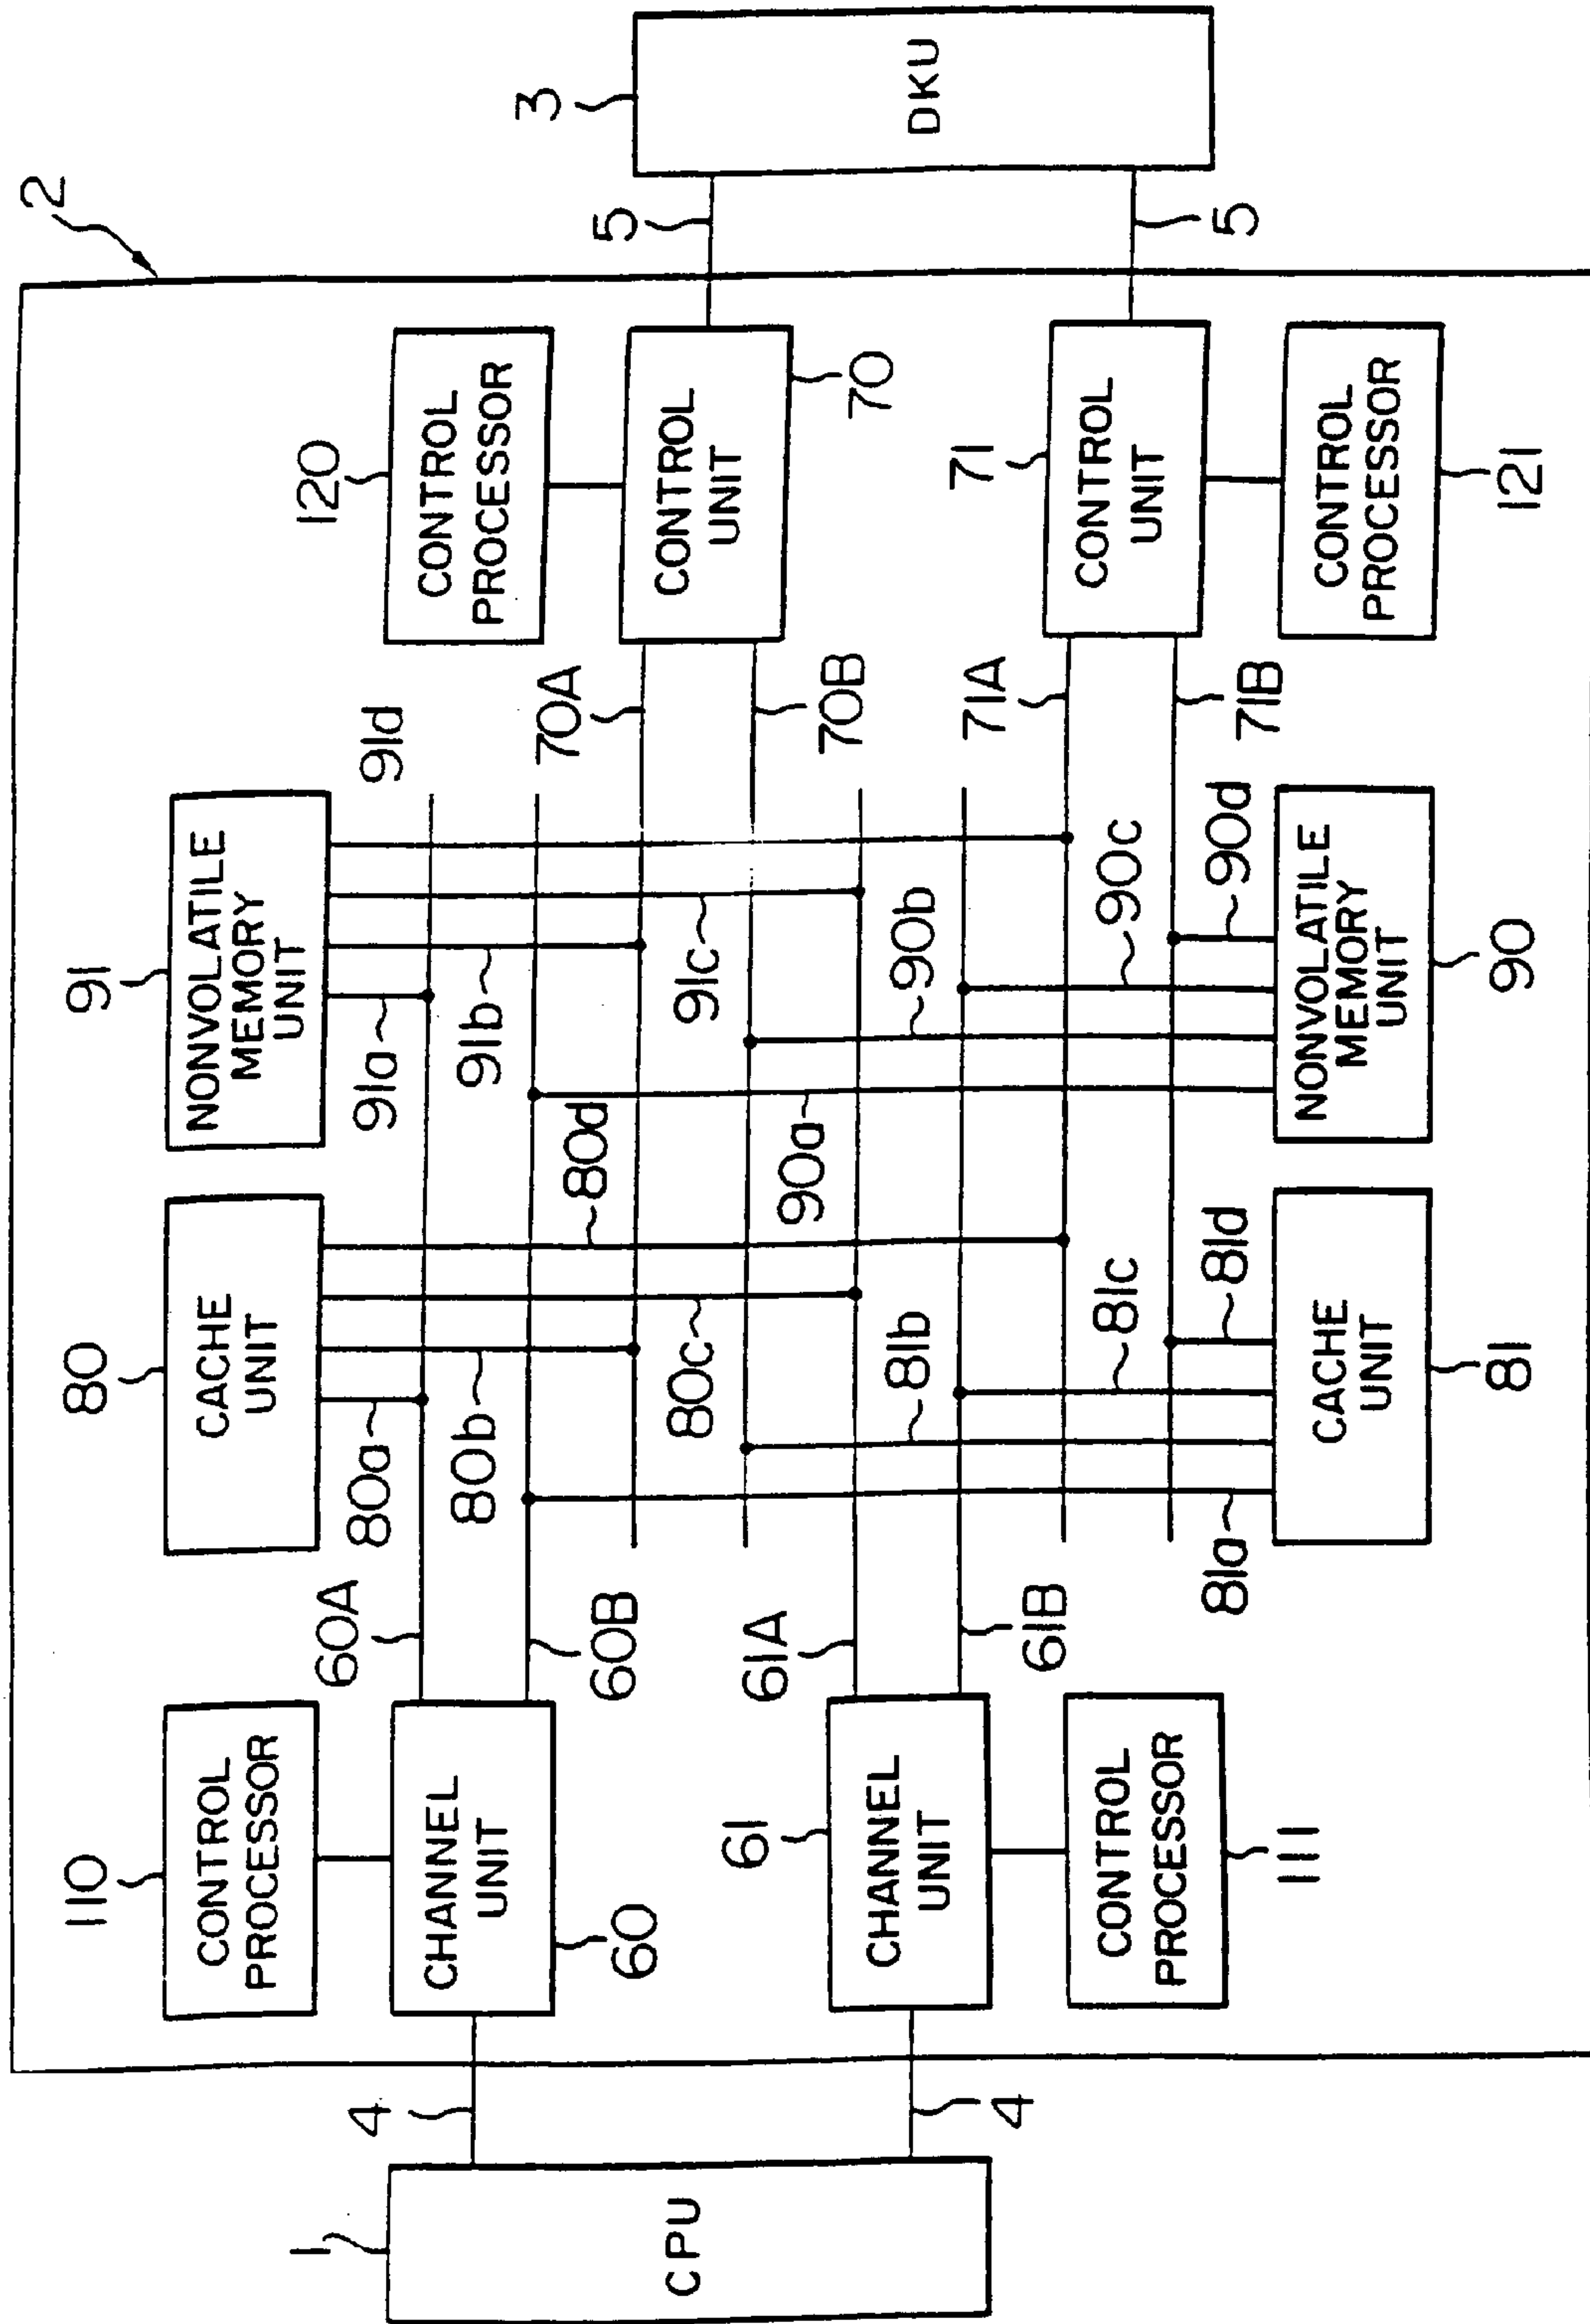 2
3
DKU
5
5
120
CONTROL
PROCESSOR
CONTROL
UNIT
70
71
CONTROL
UNIT
CONTROL
PROCESSOR
121
70A
70B
71A
71B
91
NONVOLATILE
MEMORY
UNIT
91a
91b
91c
91d
90a
90b
90c
90d
NONVOLATILE
MEMORY
UNIT
90
80
CACHE
UNIT
80a
80b
80c
80d
81a
81b
81c
81d
CACHE
UNIT
81
60A
60B
61A
61B
110
CONTROL
PROCESSOR
CHANNEL
UNIT
60
61
CHANNEL
UNIT
CONTROL
PROCESSOR
111
4
4
1
CPU